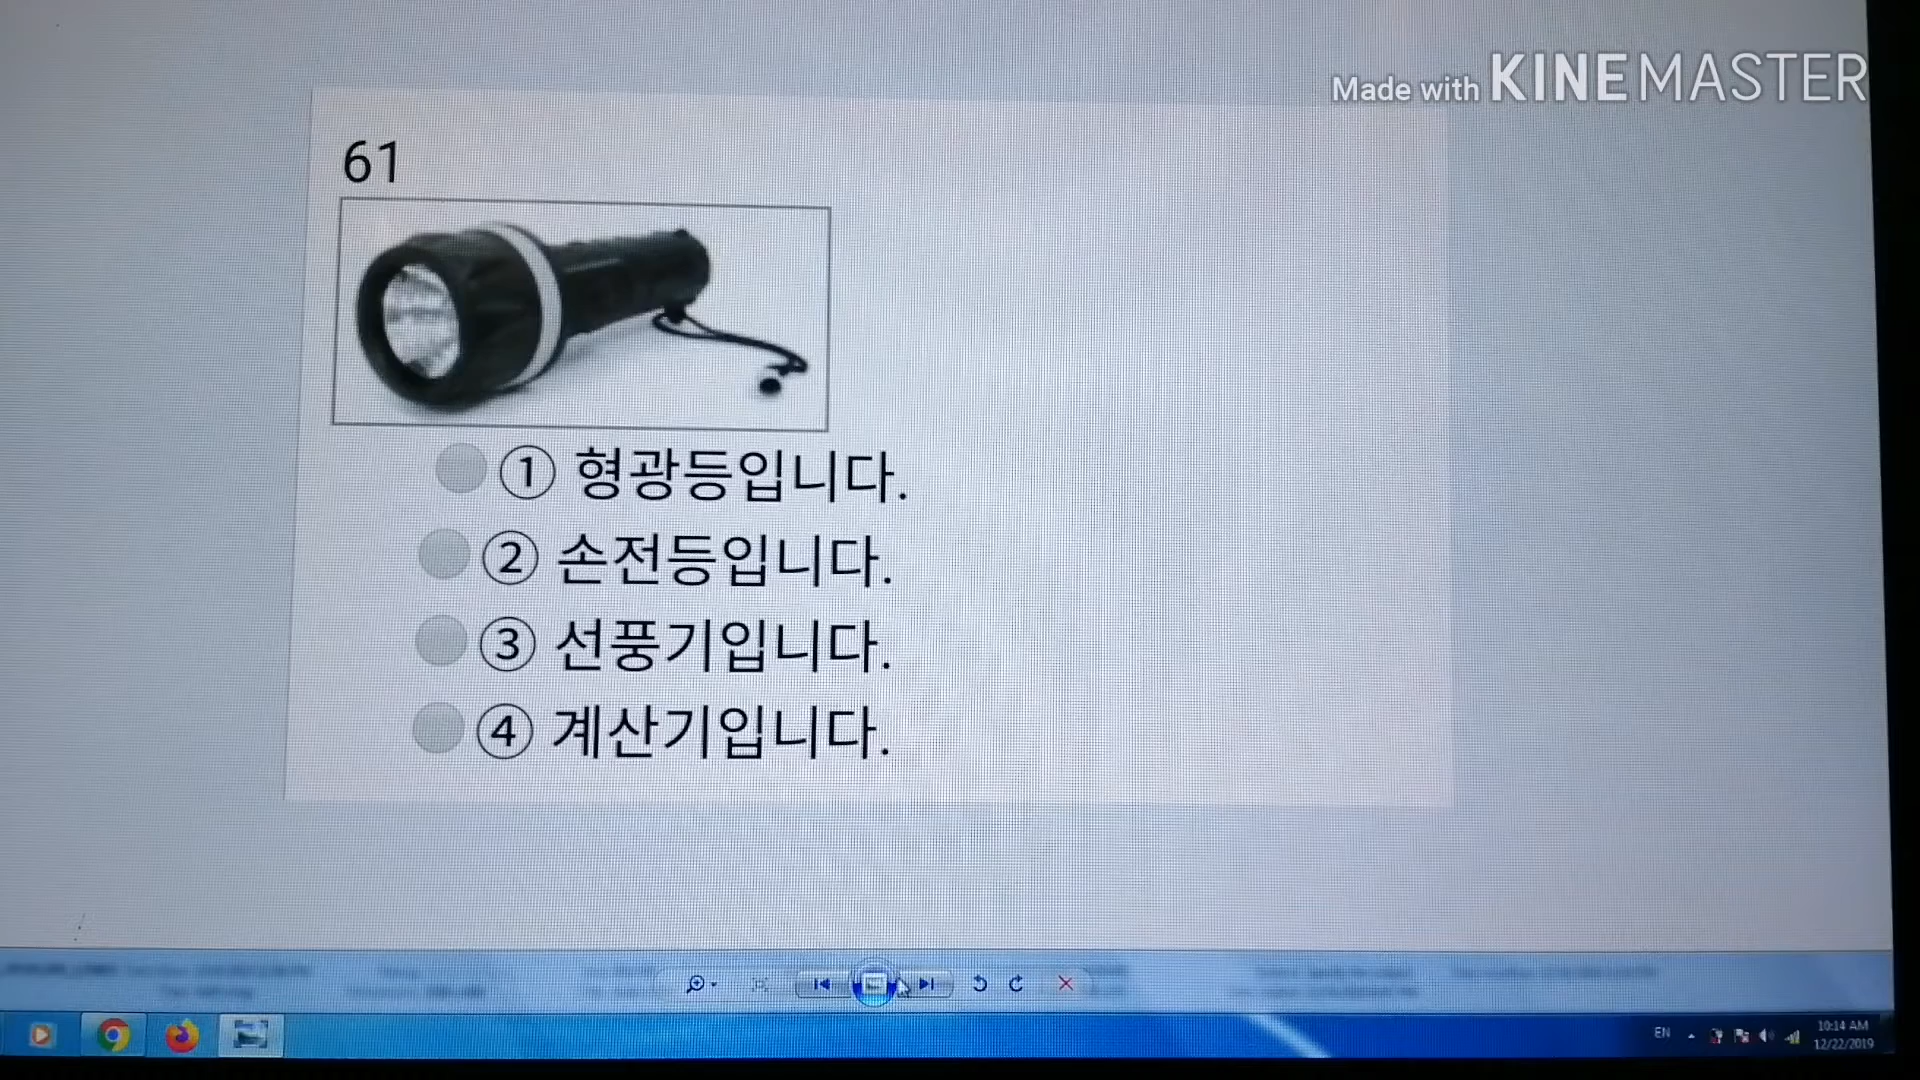 Made with KINEMASTER
61
① 형광등입니다.
② 손전등입니다.
③ 선풍기입니다.
④ 계산기입니다.
EN
10:14 AM
12/22/2019